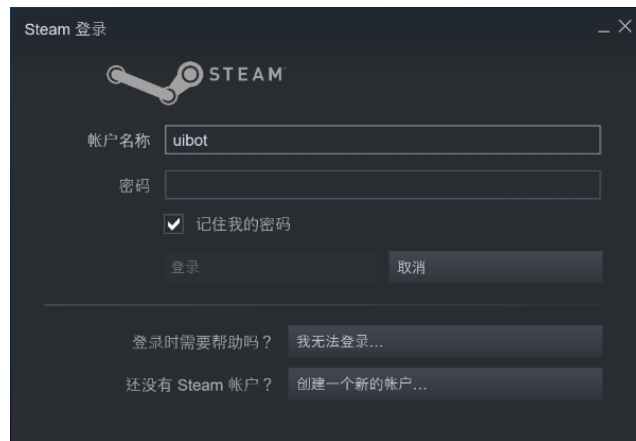 Steam 登录
STEAM
帐户名称 uibot
密码
记住我的密码
登录 取消
登录时需要帮助吗？ 我无法登录...
还没有 Steam 帐户？ 创建一个新的帐户...